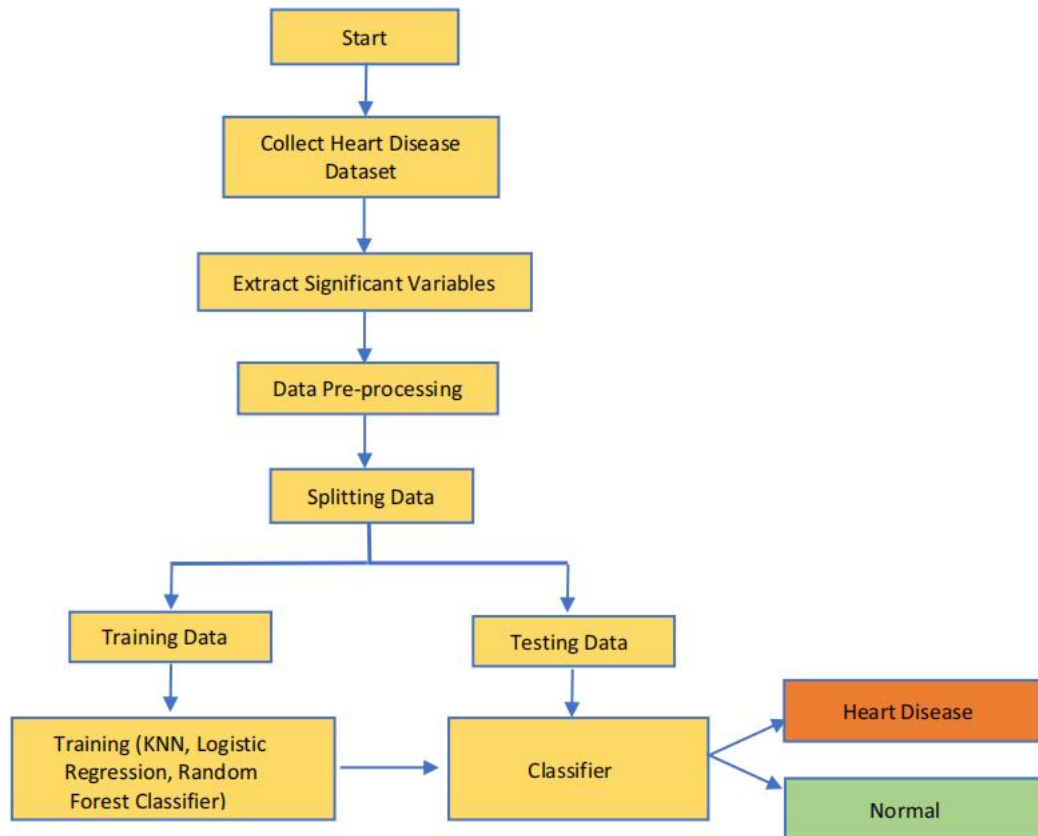 Start
Collect Heart Disease
Dataset
Extract Significant Variables
Data Pre-processing
Splitting Data
Training Data
Testing Data
Training (KNN, Logistic
Regression, Random
Forest Classifier)
Classifier
Heart Disease
Normal